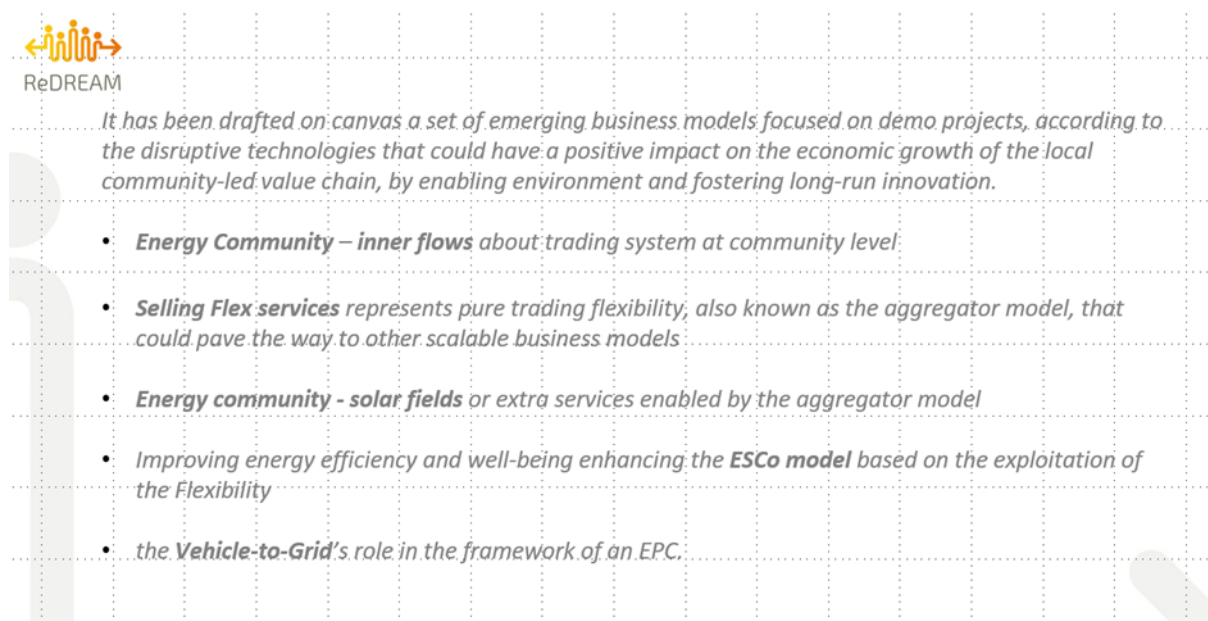 ReDREAM
It has been drafted on canvas a set of emerging business models focused on demo projects, according to
the disruptive technologies that could have a positive impact on the economic growth of the local
community-led value chain, by enabling environment and fostering long-run innovation.
• Energy Community – inner flows about trading system at community level
• Selling Flex services represents pure trading flexibility, also known as the aggregator model, that
could pave the way to other scalable business models
• Energy community - solar fields or extra services enabled by the aggregator model
• Improving energy efficiency and well-being enhancing the ESCo model based on the exploitation of
the Flexibility
• the Vehicle-to-Grid's role in the framework of an EPC.